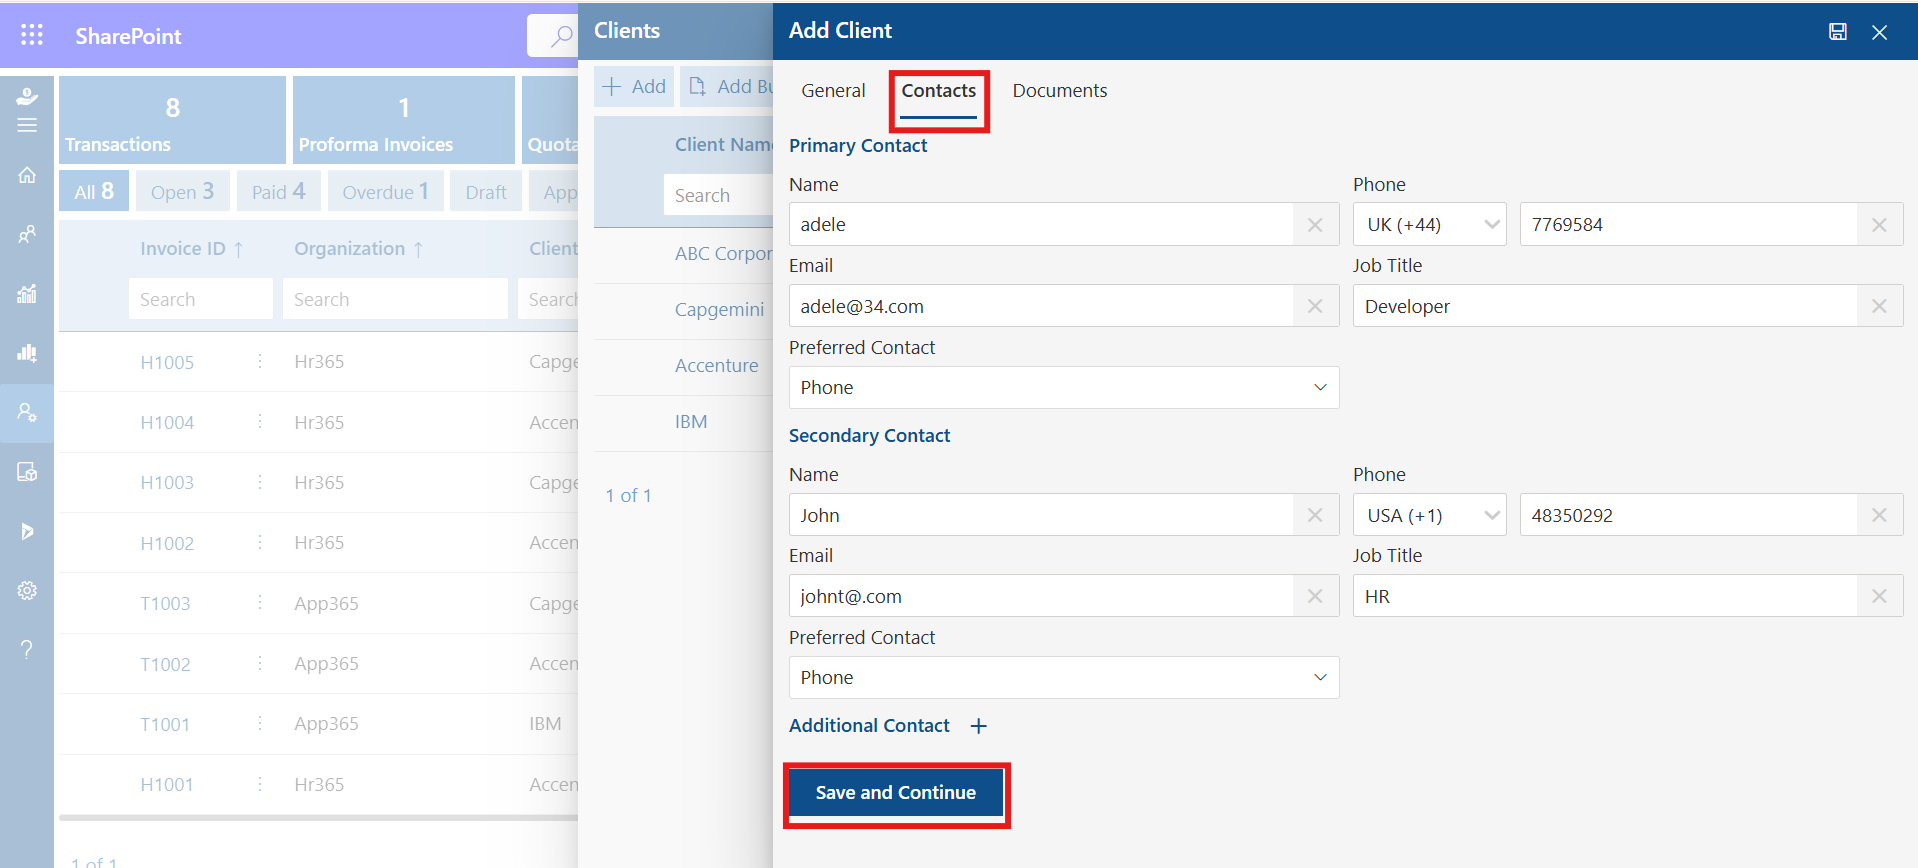 SharePoint
8
Transactions
1
Proforma Invoices
Quota
All 8
Open 3
Paid 4
Overdue 1
Draft
App
Invoice ID ↑
Organization ↑
Client
Search
Search
Search
H1005
Hr365
Capge
H1004
Hr365
Accen
H1003
Hr365
Capge
H1002
Hr365
Accen
T1003
App365
Capge
T1002
App365
Accen
T1001
App365
IBM
H1001
Hr365
Accen
1 of 1
Clients
+ Add
Add Bu
Client Name
Search
ABC Corpor
Capgemini
Accenture
IBM
1 of 1
Add Client
General
Contacts
Documents
Primary Contact
Name
Phone
adele
UK (+44)
7769584
Email
Job Title
adele@34.com
Developer
Preferred Contact
Phone
Secondary Contact
Name
Phone
John
USA (+1)
48350292
Email
Job Title
johnt@.com
HR
Preferred Contact
Phone
Additional Contact +
Save and Continue